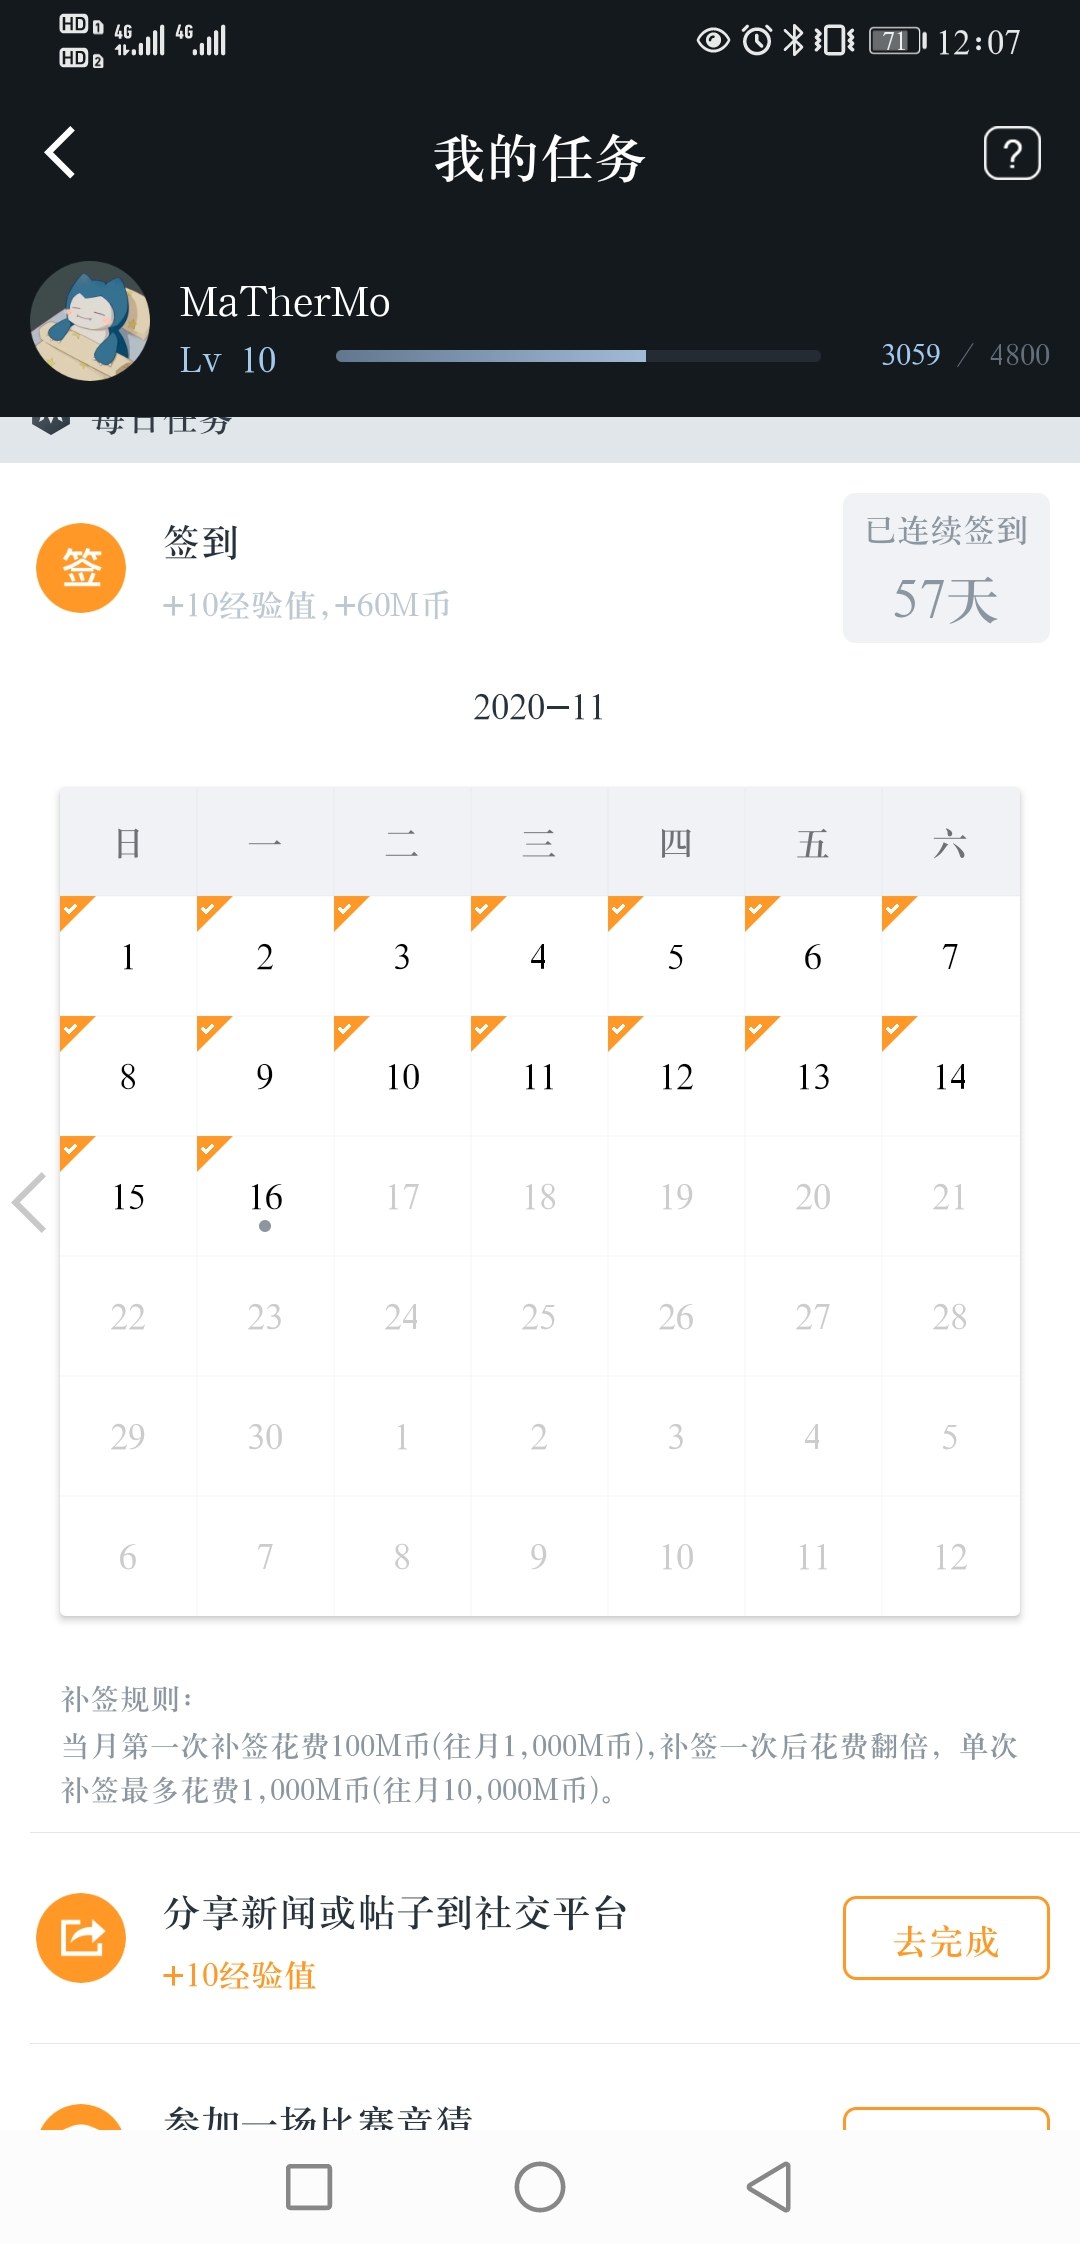 HD 1 4G 4G 71 12:07
HD 2
我的任务 ?
MaTherMo
Lv 10 3059 / 4800
每日任务
签 签到 已连续签到
+10经验值,+60M币 57天
2020-11
日 一 二 三 四 五 六
1 2 3 4 5 6 7
8 9 10 11 12 13 14
15 16 17 18 19 20 21
22 23 24 25 26 27 28
29 30 1 2 3 4 5
6 7 8 9 10 11 12
补签规则:
当月第一次补签花费100M币(往月1,000M币),补签一次后花费翻倍，单次
补签最多花费1,000M币(往月10,000M币)。
分享新闻或帖子到社交平台 去完成
+10经验值
参加一场比赛竞猜